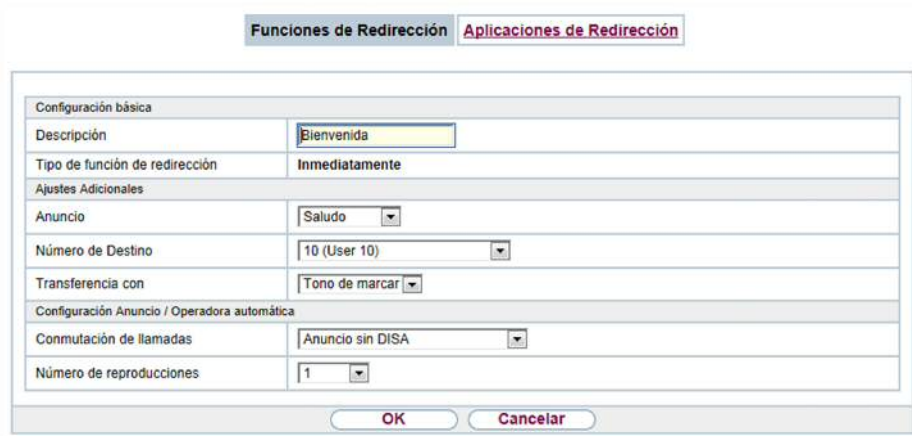 Funciones de Redirección Aplicaciones de Redirección
Configuración básica
Descripción Bienvenida
Tipo de función de redirección Inmediatamente
Ajustes Adicionales
Anuncio Saludo
Número de Destino 10 (User 10)
Transferencia con Tono de marcar
Configuración Anuncio / Operadora automática
Conmutación de llamadas Anuncio sin DISA
Número de reproducciones 1
OK Cancelar